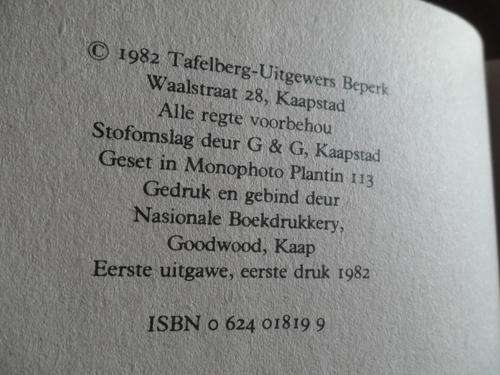 © 1982 Tafelberg-Uitgewers Beperk
Waalstraat 28, Kaapstad
Alle regte voorbehou
Stofomslag deur G & G, Kaapstad
Geset in Monophoto Plantin 113
Gedruk en gebind deur
Nasionale Boekdrukkery,
Goodwood, Kaap
Eerste uitgawe, eerste druk 1982
ISBN 0 624 01819 9